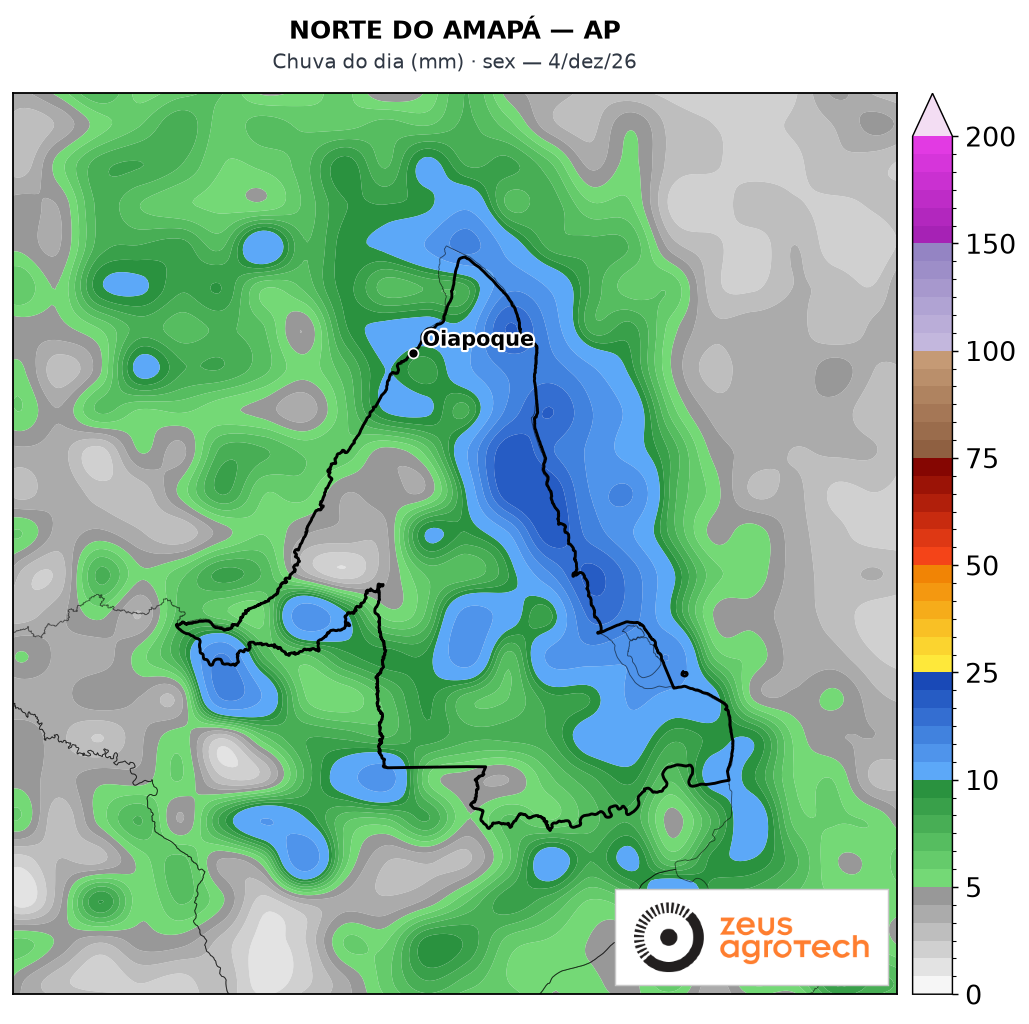 NORTE DO AMAPÁ — AP
Chuva do dia (mm) · sex — 4/dez/26
200
150
100
75
50
25
10
5
0
Oiapoque
zeus
agrotech